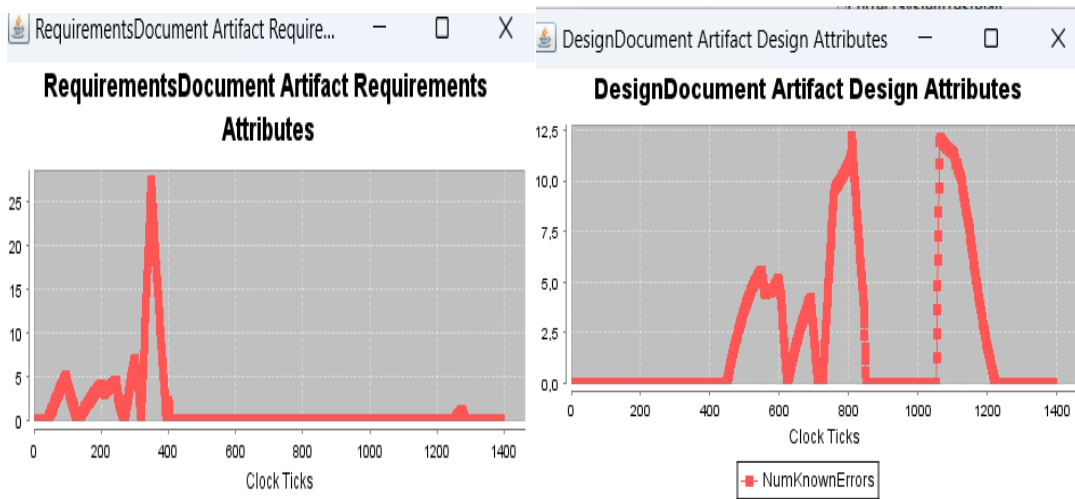 RequirementsDocument Artifact Require...
RequirementsDocument Artifact Requirements
Attributes
25
20
15
10
5
0
0 200 400 600 800 1000 1200 1400
Clock Ticks
DesignDocument Artifact Design Attributes
DesignDocument Artifact Design Attributes
12,5
10,0
7,5
5,0
2,5
0,0
0 200 400 600 800 1000 1200 1400
Clock Ticks
NumKnownErrors